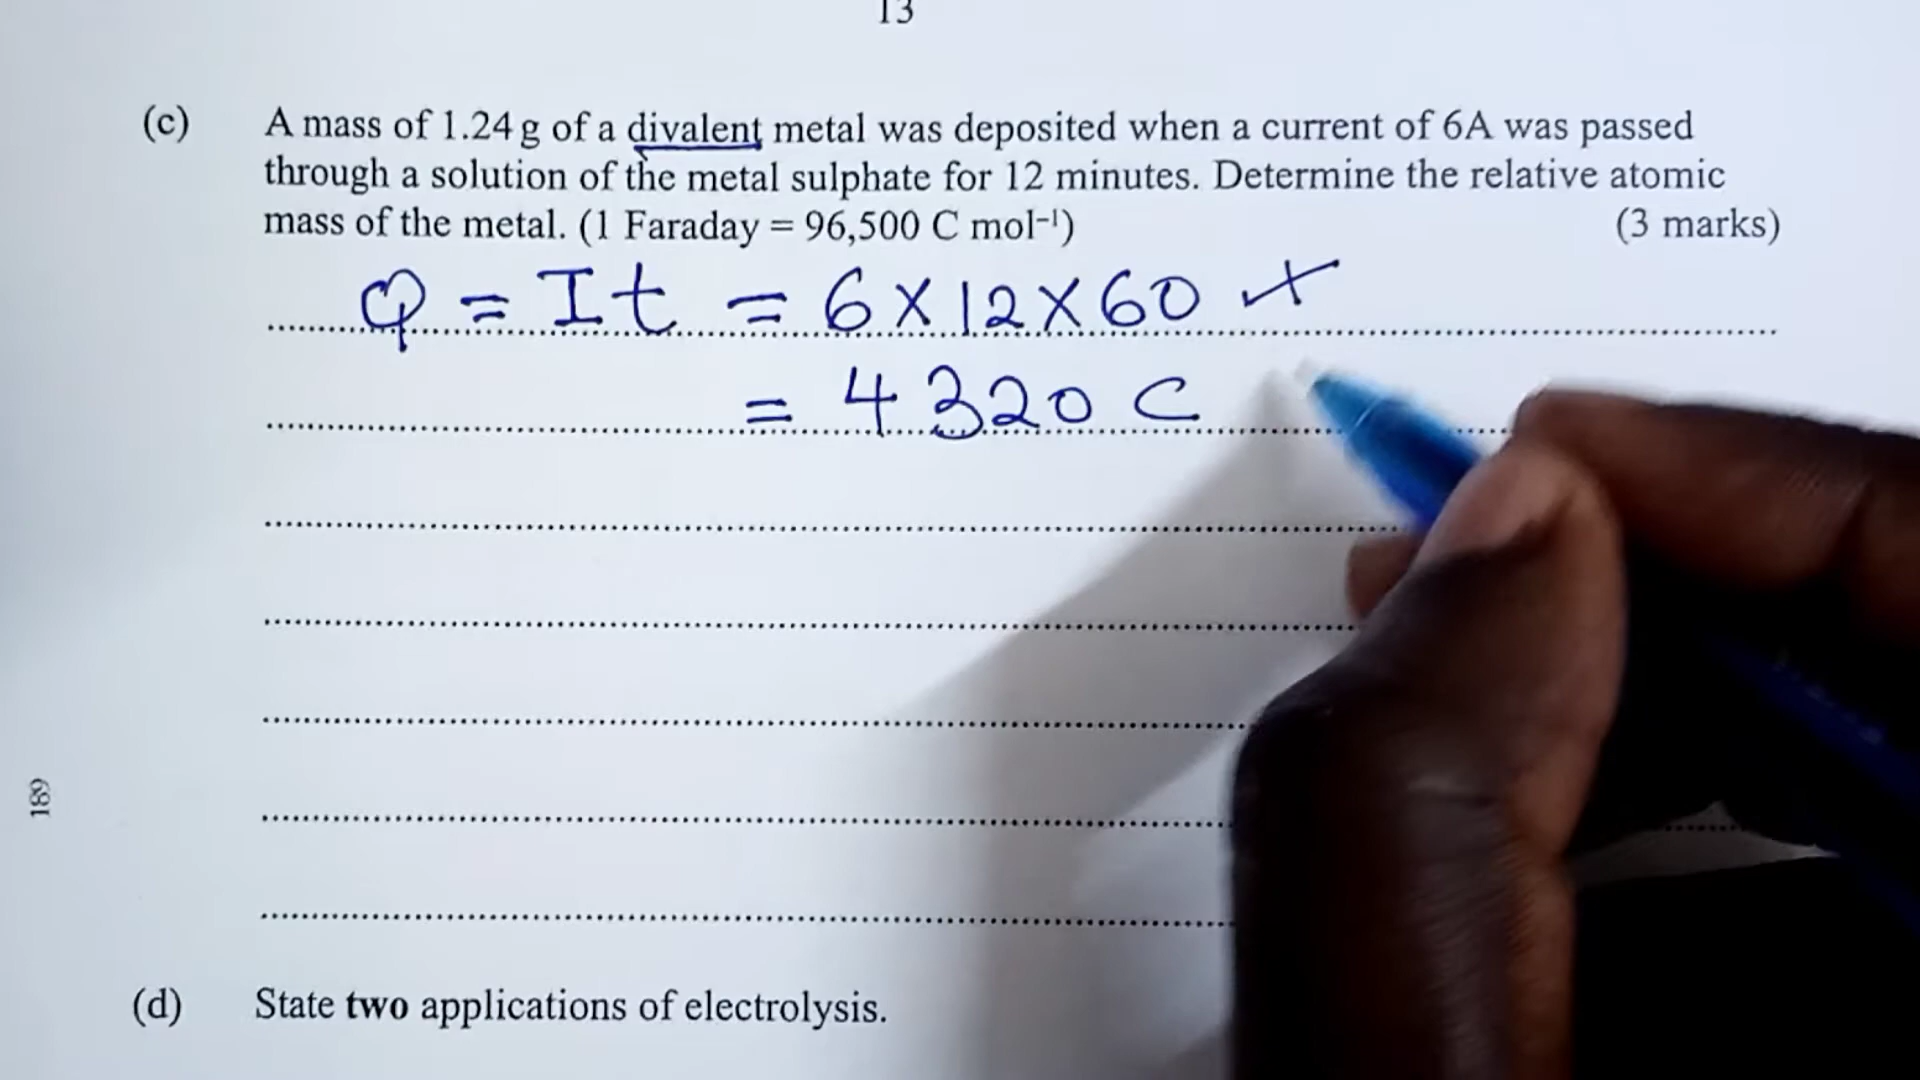 13
(c) A mass of 1.24 g of a divalent metal was deposited when a current of 6A was passed
through a solution of the metal sulphate for 12 minutes. Determine the relative atomic
mass of the metal. (1 Faraday = 96,500 C mol⁻¹) (3 marks)
Q = It = 6 × 12 × 60 ✓
= 4320 C
189
(d) State two applications of electrolysis.